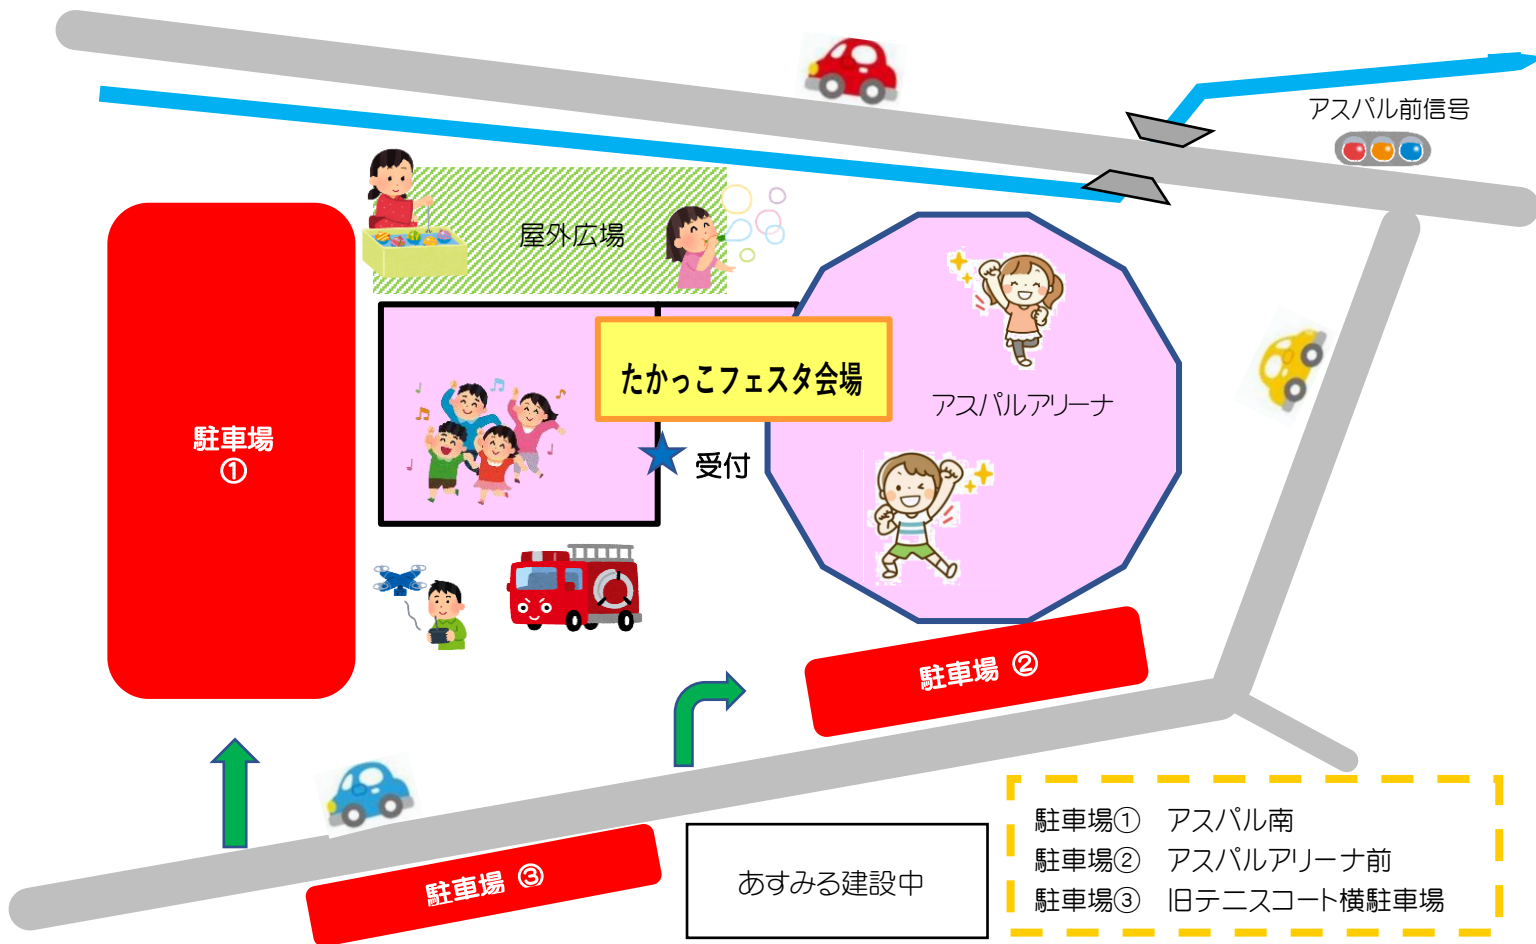 アスパル前信号
屋外広場
たかっこフェスタ会場
アスパルアリーナ
駐車場
①
受付
駐車場 ②
駐車場① アスパル南
駐車場② アスパルアリーナ前
駐車場③ 旧テニスコート横駐車場
駐車場 ③
あすみる建設中